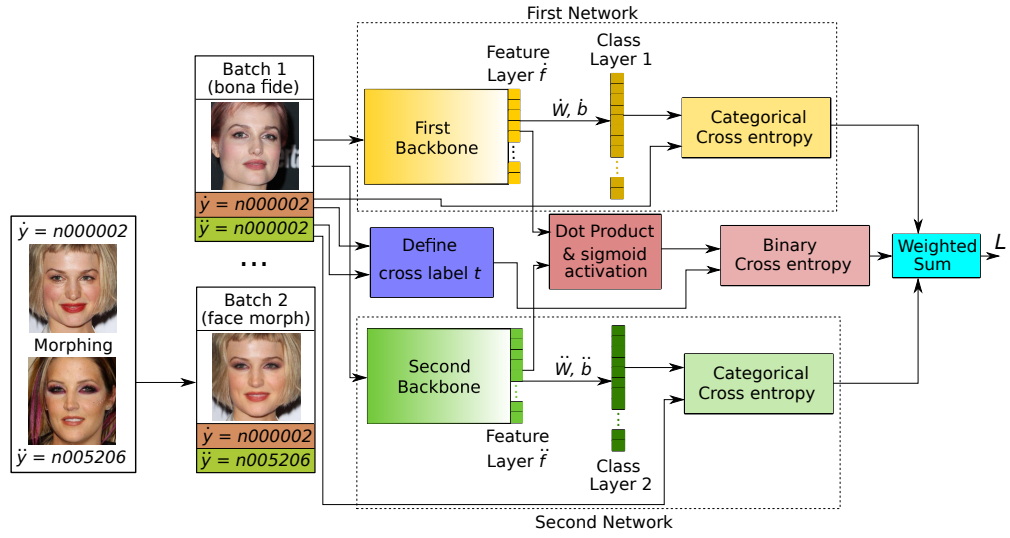 First Network
Batch 1
(bona fide)
ẏ = n000002
ÿ = n000002
...
Batch 2
(face morph)
ẏ = n000002
ÿ = n005206
ẏ = n000002
Morphing
ÿ = n005206
First
Backbone
Feature
Layer ḟ
Ẇ, ḃ
Class
Layer 1
Categorical
Cross entropy
Define
cross label t
Dot Product
& sigmoid
activation
Binary
Cross entropy
Weighted
Sum
L
Second
Backbone
Feature
Layer f̈
Ẅ, b̈
Class
Layer 2
Categorical
Cross entropy
Second Network